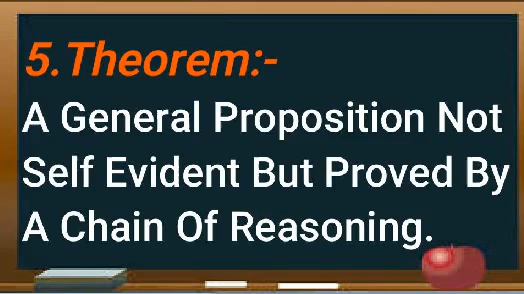 5.Theorem:-
A General Proposition Not
Self Evident But Proved By
A Chain Of Reasoning.